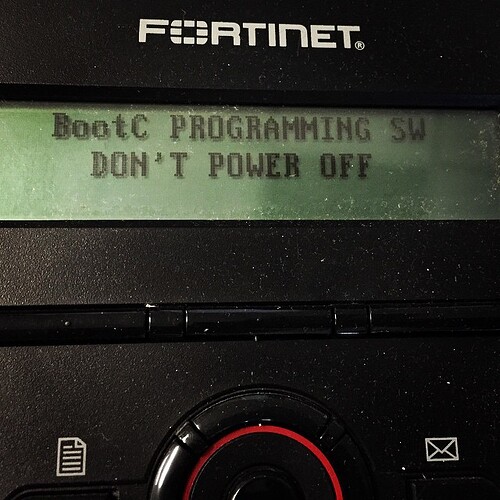 FORTINET®
BootC PROGRAMMING SW
DON'T POWER OFF